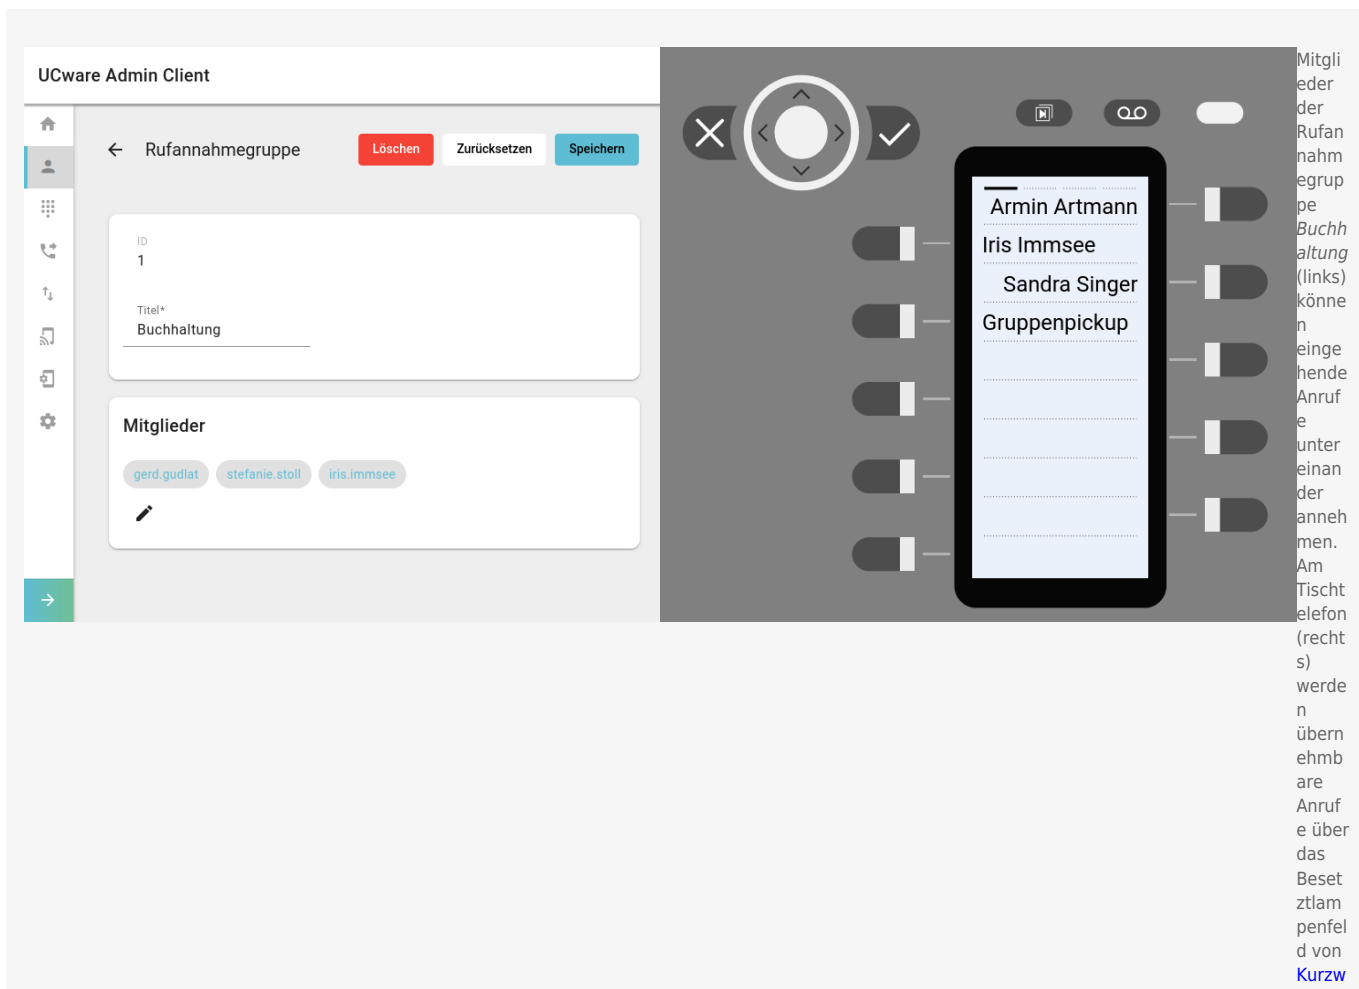 UCware Admin Client
Rufannahmegruppe
Löschen
Zurücksetzen
Speichern
ID
1
Titel*
Buchhaltung
Mitglieder
gerd.gudlat
stefanie.stoll
iris.immsee
Armin Artmann
Iris Immsee
Sandra Singer
Gruppenpickup
Mitgli
eder
der
Rufan
nahm
egrup
pe
Buchh
altung
(links)
könne
n
einge
hende
Anruf
e
unter
einan
der
anneh
men.
Am
Tischt
elefon
(recht
s)
werde
n
übern
ehmb
are
Anruf
e über
das
Beset
ztlam
penfel
d von
Kurzw